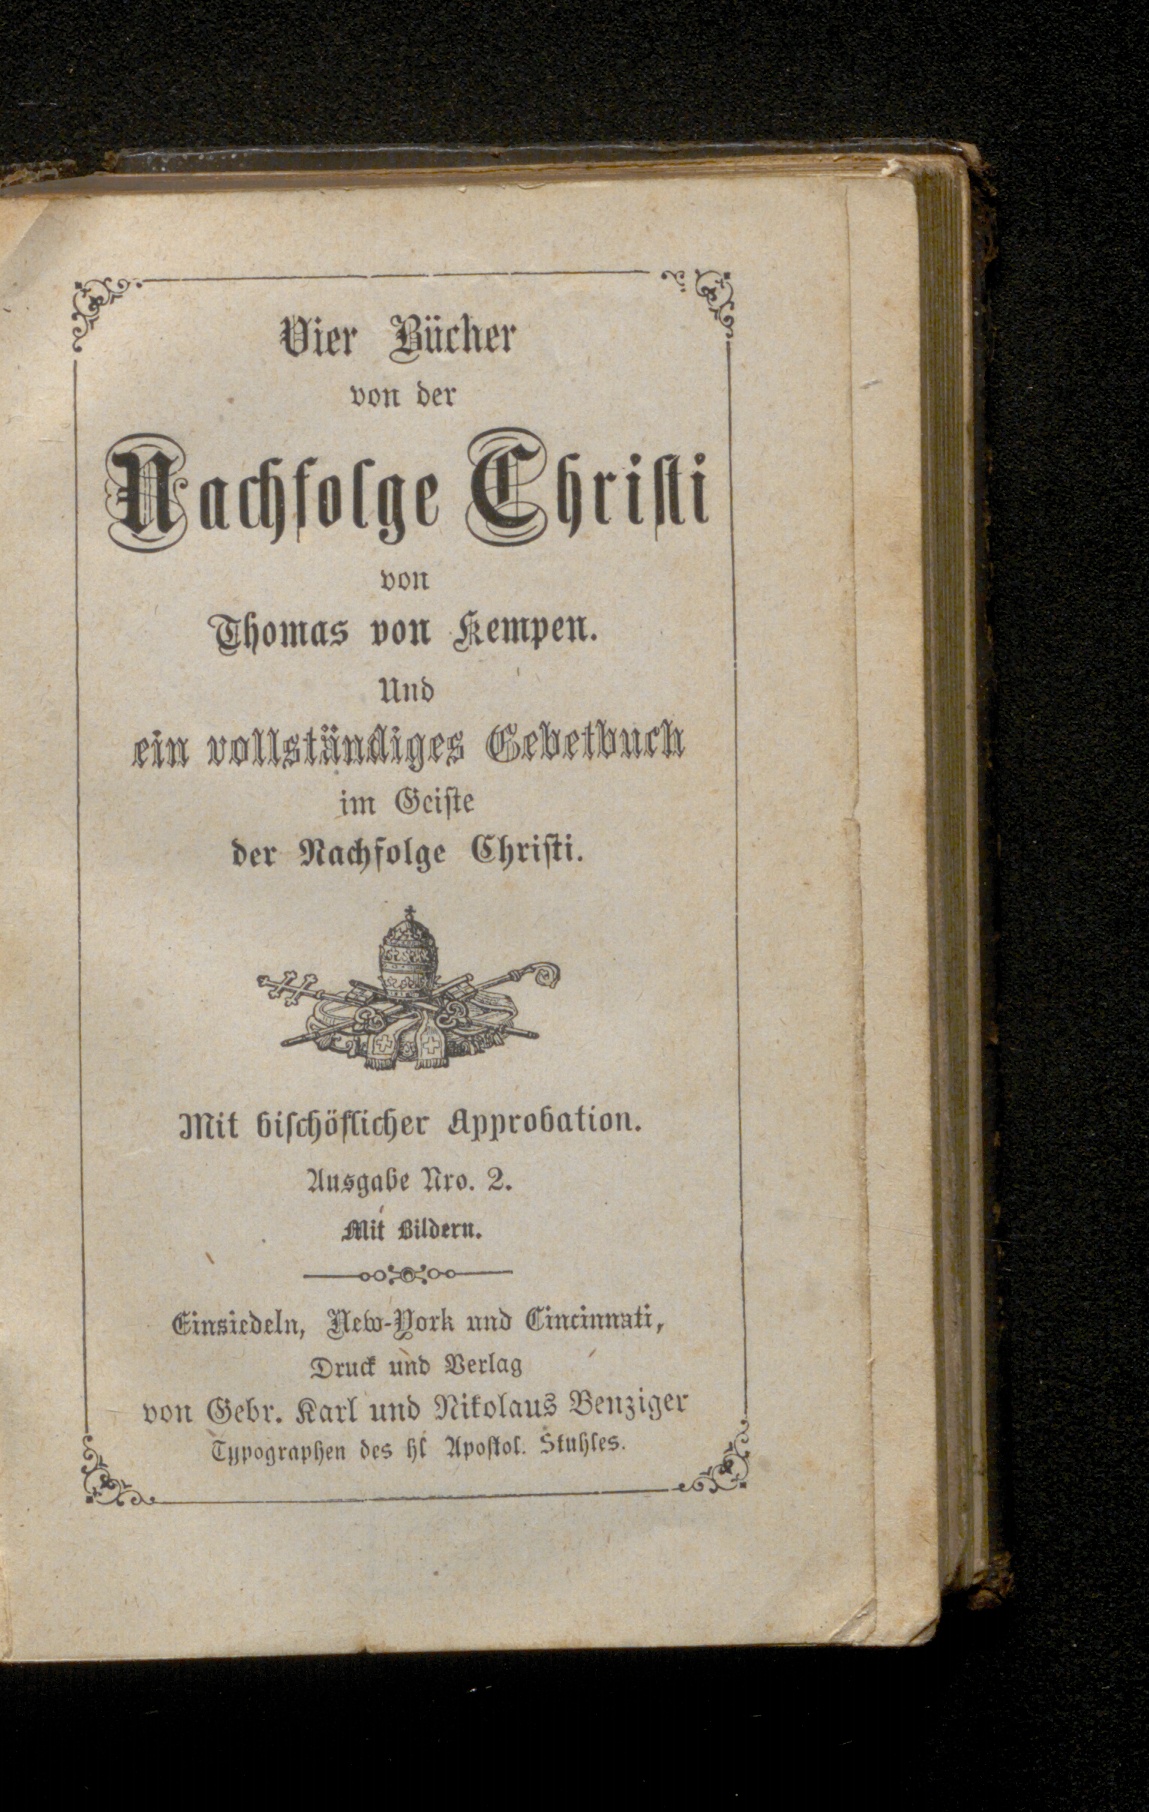 Vier Bücher
von der
Nachfolge Christi
von
Thomas von Kempen.
Und
ein vollständiges Gebetbuch
im Geiste
der Nachfolge Christi.
Mit bischöflicher Approbation.
Ausgabe Nro. 2.
Mit Bildern.
Einsiedeln, New-York und Cincinnati,
Druck und Verlag
von Gebr. Karl und Nikolaus Benziger
Typographen des hl Apostol. Stuhles.